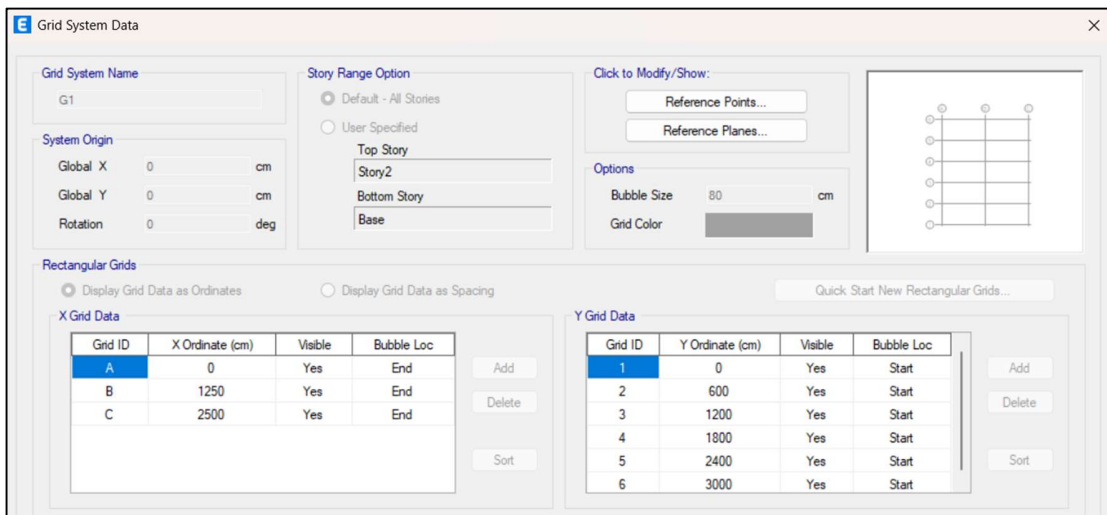 E Grid System Data
Grid System Name
G1
System Origin
Global X 0 cm
Global Y 0 cm
Rotation 0 deg
Story Range Option
Default - All Stories
User Specified
Top Story
Story2
Bottom Story
Base
Click to Modify/Show:
Reference Points...
Reference Planes...
Options
Bubble Size 80 cm
Grid Color
Rectangular Grids
Display Grid Data as Ordinates Display Grid Data as Spacing Quick Start New Rectangular Grids...
X Grid Data
Grid ID X Ordinate (cm) Visible Bubble Loc
A 0 Yes End
B 1250 Yes End
C 2500 Yes End
Add
Delete
Sort
Y Grid Data
Grid ID Y Ordinate (cm) Visible Bubble Loc
1 0 Yes Start
2 600 Yes Start
3 1200 Yes Start
4 1800 Yes Start
5 2400 Yes Start
6 3000 Yes Start
Add
Delete
Sort